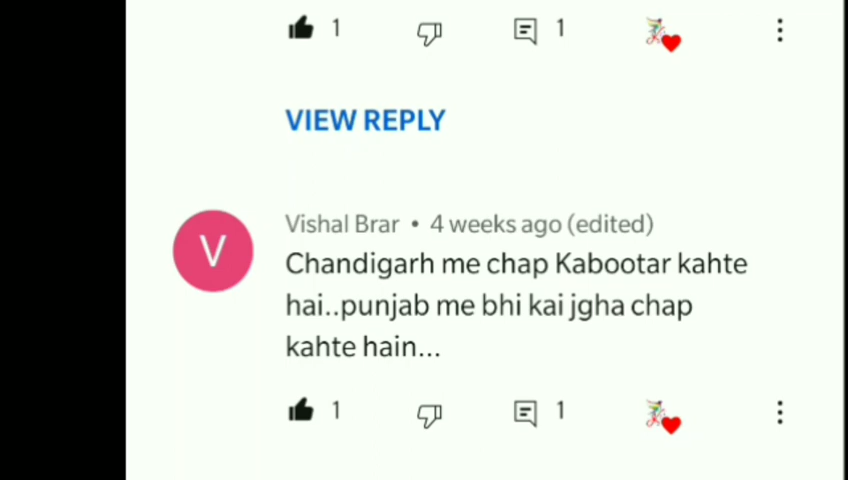 1 1
VIEW REPLY
V
Vishal Brar • 4 weeks ago (edited)
Chandigarh me chap Kabootar kahte
hai..punjab me bhi kai jgha chap
kahte hain...
1 1